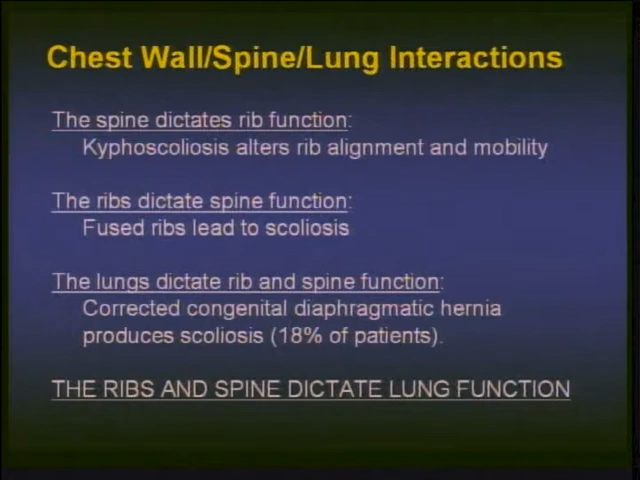 Chest Wall/Spine/Lung Interactions
The spine dictates rib function:
Kyphoscoliosis alters rib alignment and mobility
The ribs dictate spine function:
Fused ribs lead to scoliosis
The lungs dictate rib and spine function:
Corrected congenital diaphragmatic hernia
produces scoliosis (18% of patients).
THE RIBS AND SPINE DICTATE LUNG FUNCTION